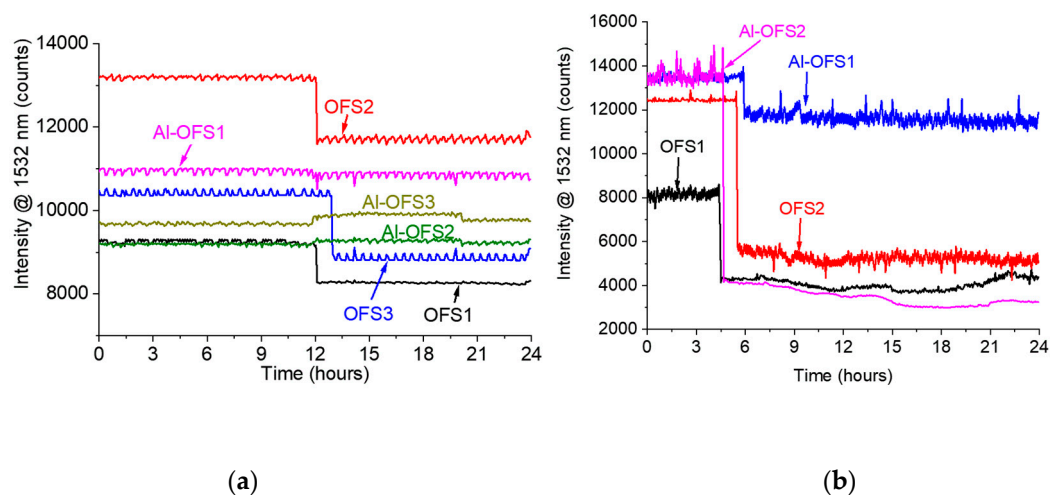 (a)
14000
13000
12000
11000
10000
9000
8000
Intensity @ 1532 nm (counts)
OFS2
Al-OFS1
Al-OFS3
Al-OFS2
OFS3
OFS1
0 3 6 9 12 15 18 21 24
Time (hours)
b)
16000
14000
12000
10000
8000
6000
4000
2000
Intensity @ 1532 nm (counts)
Al-OFS2
Al-OFS1
OFS1
OFS2
0 3 6 9 12 15 18 21 24
Time (hours)
(a)
(b)